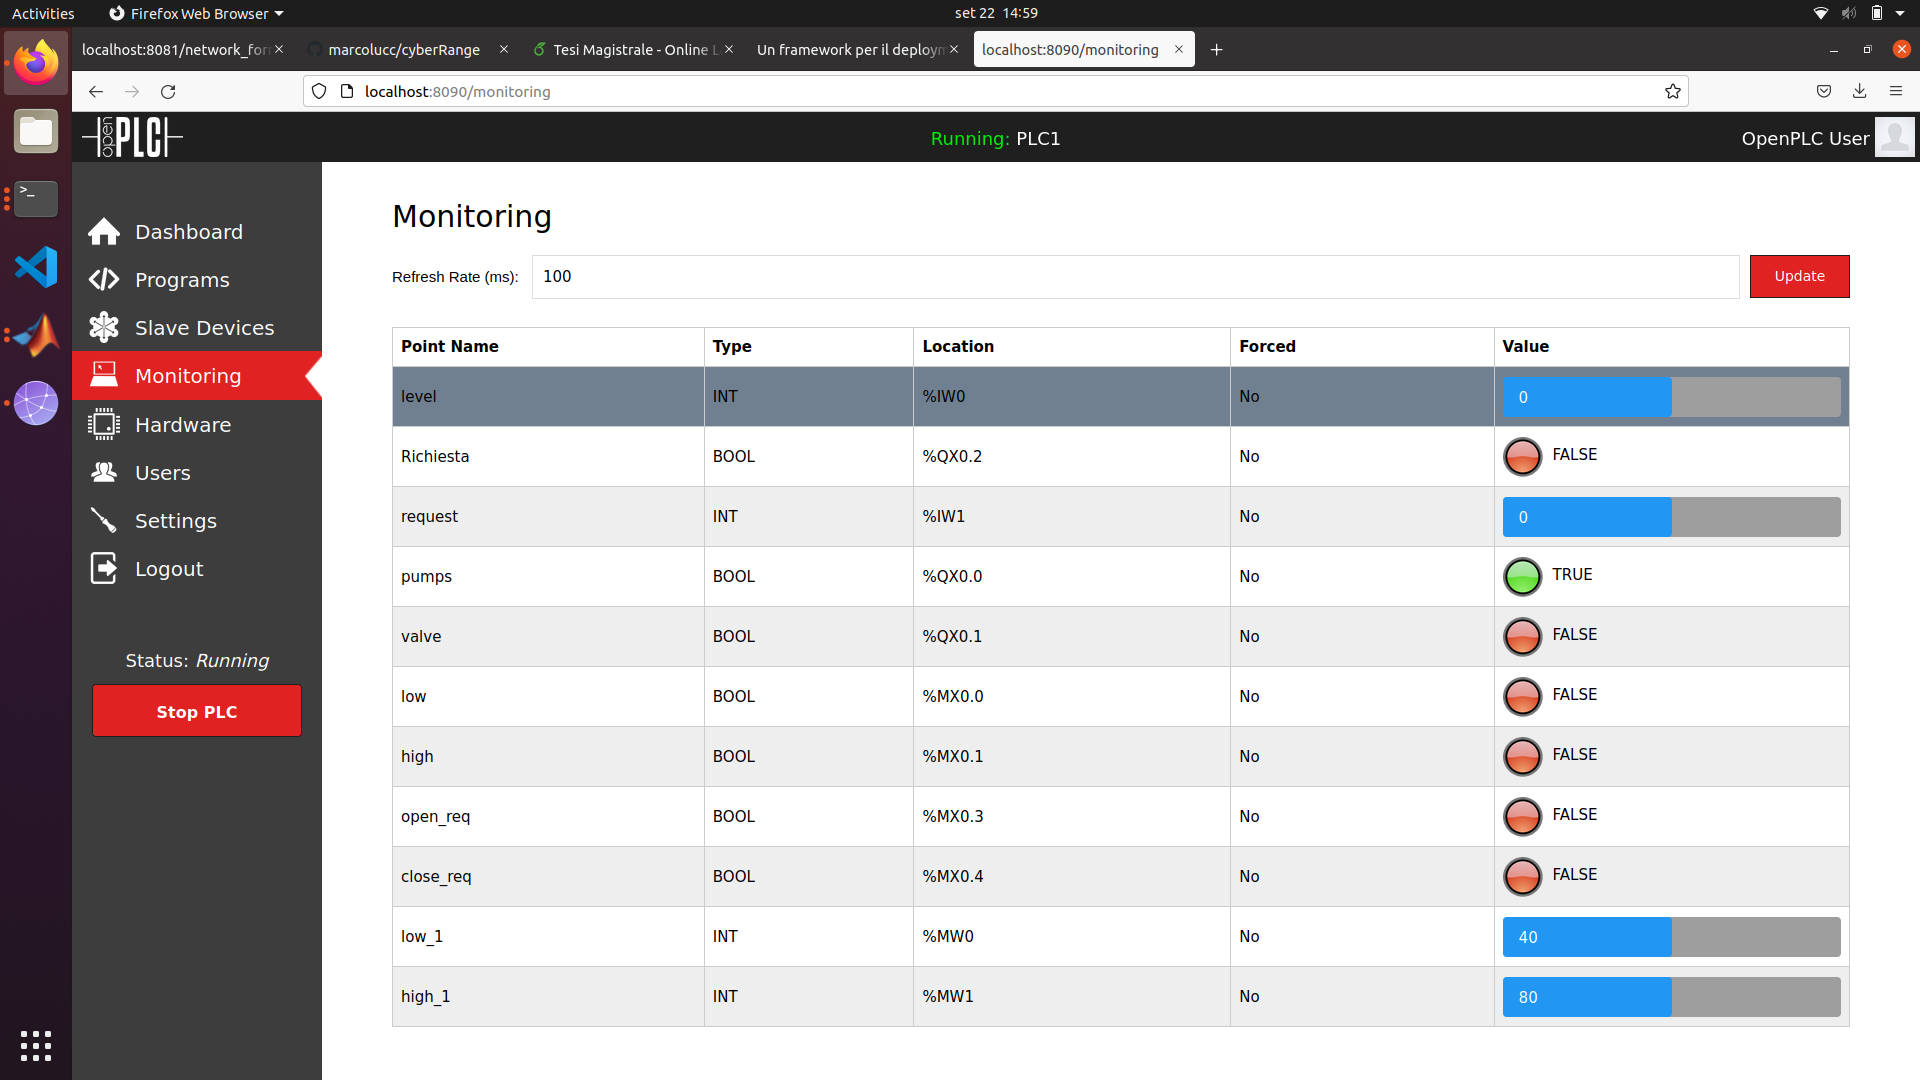 Activities Firefox Web Browser set 22 14:59
localhost:8081/network_for marcolucc/cyberRange Tesi Magistrale - Online L Un framework per il deploym localhost:8090/monitoring
localhost:8090/monitoring
open PLC Running: PLC1 OpenPLC User
Dashboard
Programs
Slave Devices
Monitoring
Hardware
Users
Settings
Logout
Status: Running
Stop PLC
Monitoring
Refresh Rate (ms): 100 Update
Point Name Type Location Forced Value
level INT %IW0 No 0
Richiesta BOOL %QX0.2 No FALSE
request INT %IW1 No 0
pumps BOOL %QX0.0 No TRUE
valve BOOL %QX0.1 No FALSE
low BOOL %MX0.0 No FALSE
high BOOL %MX0.1 No FALSE
open_req BOOL %MX0.3 No FALSE
close_req BOOL %MX0.4 No FALSE
low_1 INT %MW0 No 40
high_1 INT %MW1 No 80